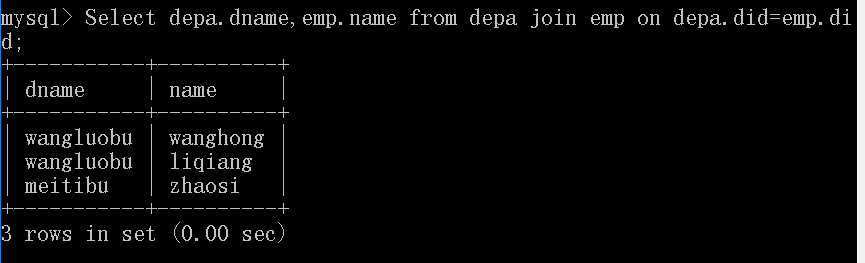 mysql> Select depa.dname,emp.name from depa join emp on depa.did=emp.di
d;
+-----------+----------+
| dname     | name     |
+-----------+----------+
| wangluobu | wanghong |
| wangluobu | liqiang  |
| meitibu   | zhaosi   |
+-----------+----------+
3 rows in set (0.00 sec)